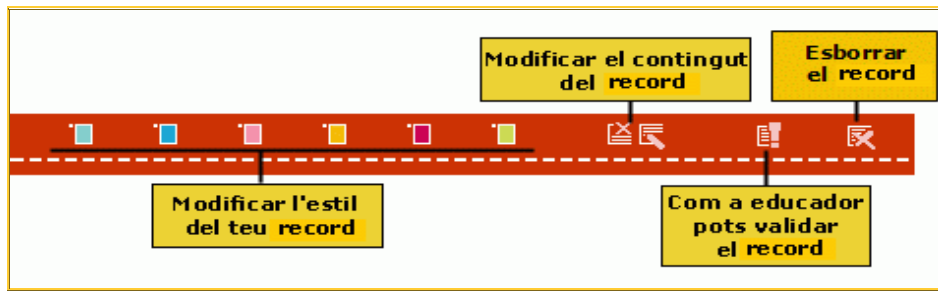 Modificar el contingut
del record
Esborrar
el record
Modificar l'estil
del teu record
Com a educador
pots validar
el record